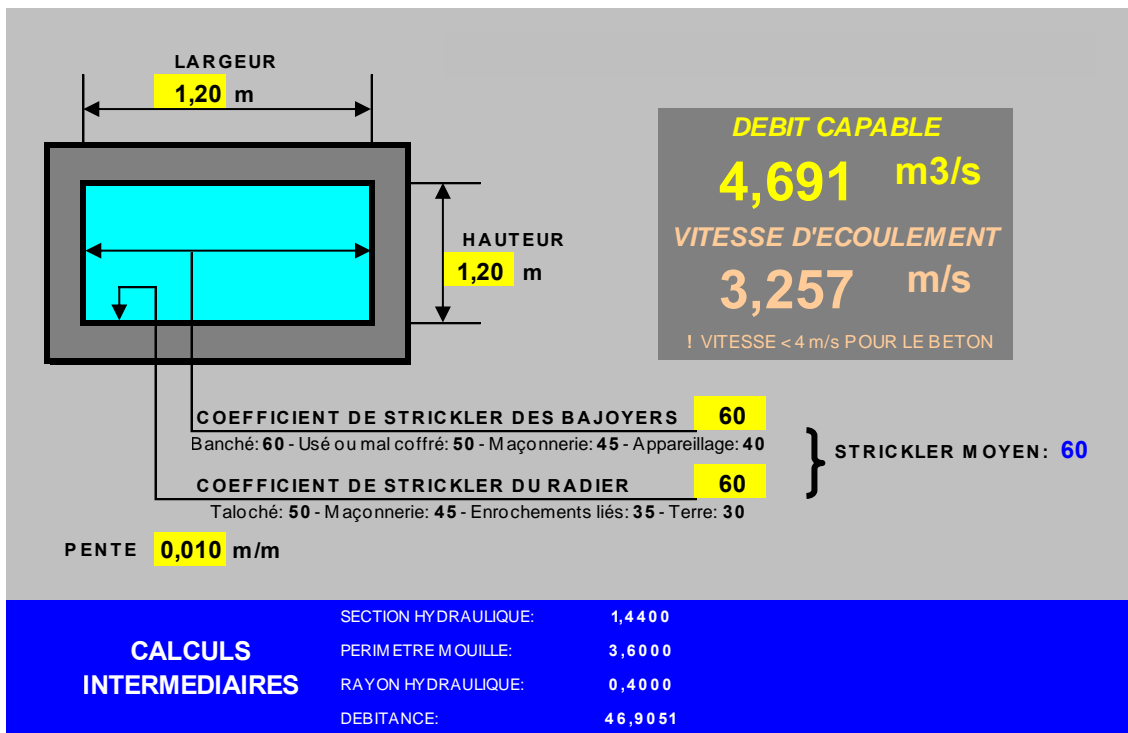 LARGEUR
1,20 m
DEBIT CAPABLE
4,691 m3/s
VITESSE D'ECOULEMENT
3,257 m/s
! VITESSE < 4 m/s POUR LE BETON
HAUTEUR
1,20 m
COEFFICIENT DE STRICKLER DES BAJOYERS 60
Banché: 60 - Usé ou mal coffré: 50 - Maçonnerie: 45 - Appareillage: 40
STRICKLER MOYEN: 60
COEFFICIENT DE STRICKLER DU RADIER 60
Taloché: 50 - Maçonnerie: 45 - Enrochements liés: 35 - Terre: 30
PENTE 0,010 m/m
CALCULS
INTERMEDIAIRES
SECTION HYDRAULIQUE: 1,4400
PERIMETRE MOUILLE: 3,6000
RAYON HYDRAULIQUE: 0,4000
DEBITANCE: 46,9051